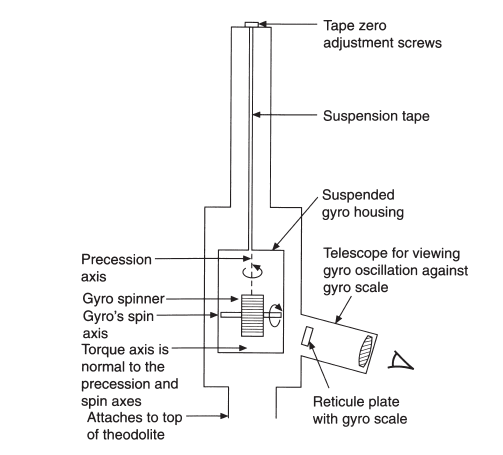 Tape zero
adjustment screws
Suspension tape
Suspended
gyro housing
Telescope for viewing
gyro oscillation against
gyro scale
Precession
axis
Gyro spinner
Gyro's spin
axis
Torque axis is
normal to the
precession and
spin axes
Attaches to top
of theodolite
Reticule plate
with gyro scale